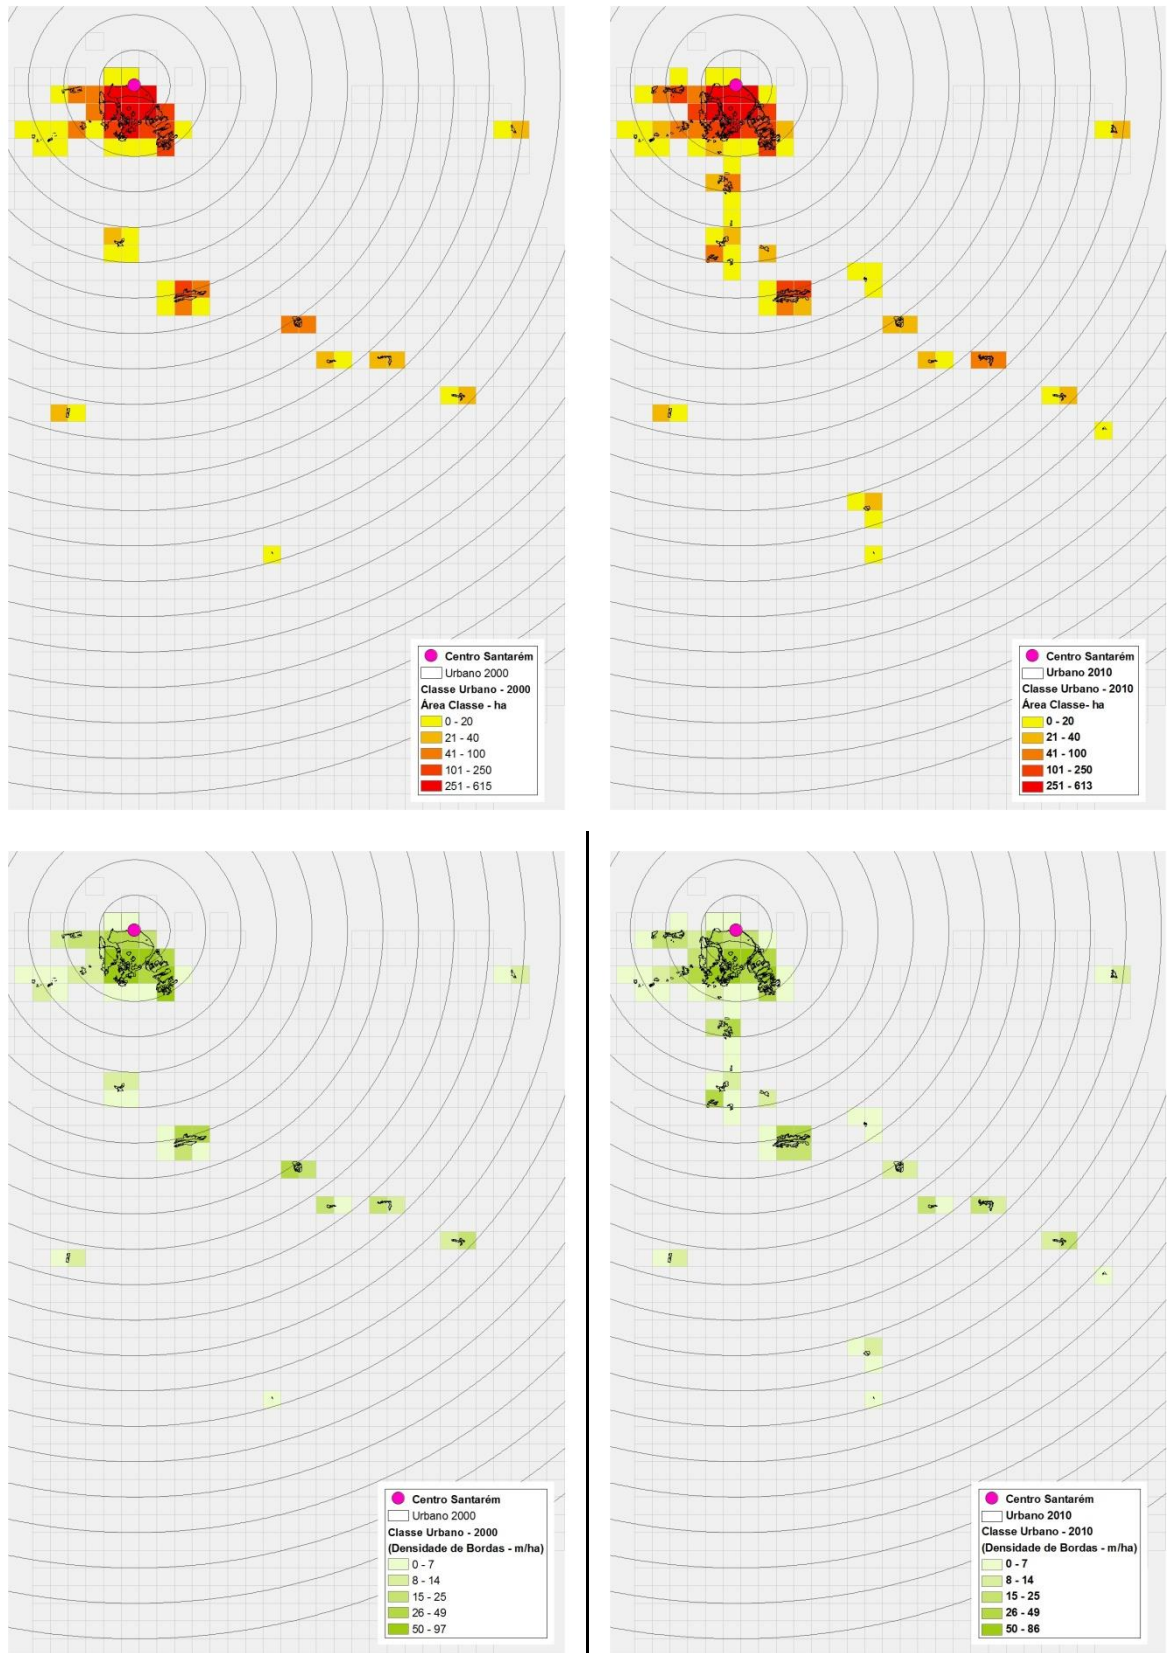 Centro Santarém
Urbano 2000
Classe Urbano - 2000
Área Classe - ha
0 - 20
21 - 40
41 - 100
101 - 250
251 - 615
Centro Santarém
Urbano 2010
Classe Urbano - 2010
Área Classe- ha
0 - 20
21 - 40
41 - 100
101 - 250
251 - 613
Centro Santarém
Urbano 2000
Classe Urbano - 2000
(Densidade de Bordas - m/ha)
0 - 7
8 - 14
15 - 25
26 - 49
50 - 97
Centro Santarém
Urbano 2010
Classe Urbano - 2010
(Densidade de Bordas - m/ha)
0 - 7
8 - 14
15 - 25
26 - 49
50 - 86